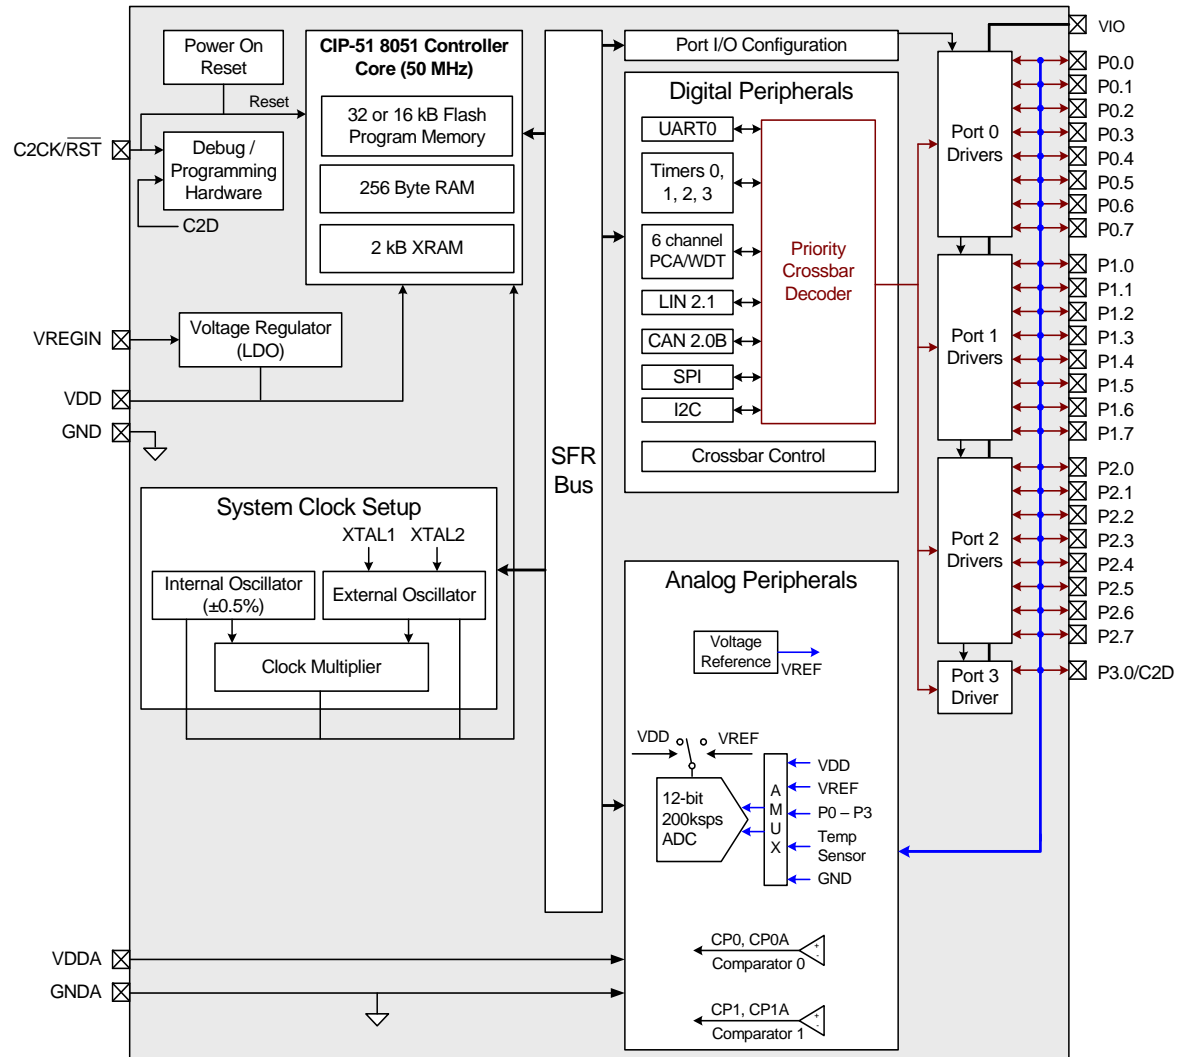 Power On
Reset
Reset
C2CK/RST
Debug /
Programming
Hardware
C2D
CIP-51 8051 Controller
Core (50 MHz)
32 or 16 kB Flash
Program Memory
256 Byte RAM
2 kB XRAM
VREGIN
Voltage Regulator
(LDO)
VDD
GND
System Clock Setup
XTAL1
XTAL2
Internal Oscillator
(±0.5%)
External Oscillator
Clock Multiplier
VDDA
GNDA
SFR
Bus
Port I/O Configuration
Digital Peripherals
UART0
Timers 0,
1, 2, 3
6 channel
PCA/WDT
LIN 2.1
CAN 2.0B
SPI
I2C
Priority
Crossbar
Decoder
Crossbar Control
Analog Peripherals
Voltage
Reference
VREF
VDD
VREF
12-bit
200ksps
ADC
A
M
U
X
VDD
VREF
P0 – P3
Temp
Sensor
GND
CP0, CP0A
Comparator 0
+
-
CP1, CP1A
Comparator 1
+
-
Port 0
Drivers
Port 1
Drivers
Port 2
Drivers
Port 3
Driver
VIO
P0.0
P0.1
P0.2
P0.3
P0.4
P0.5
P0.6
P0.7
P1.0
P1.1
P1.2
P1.3
P1.4
P1.5
P1.6
P1.7
P2.0
P2.1
P2.2
P2.3
P2.4
P2.5
P2.6
P2.7
P3.0/C2D